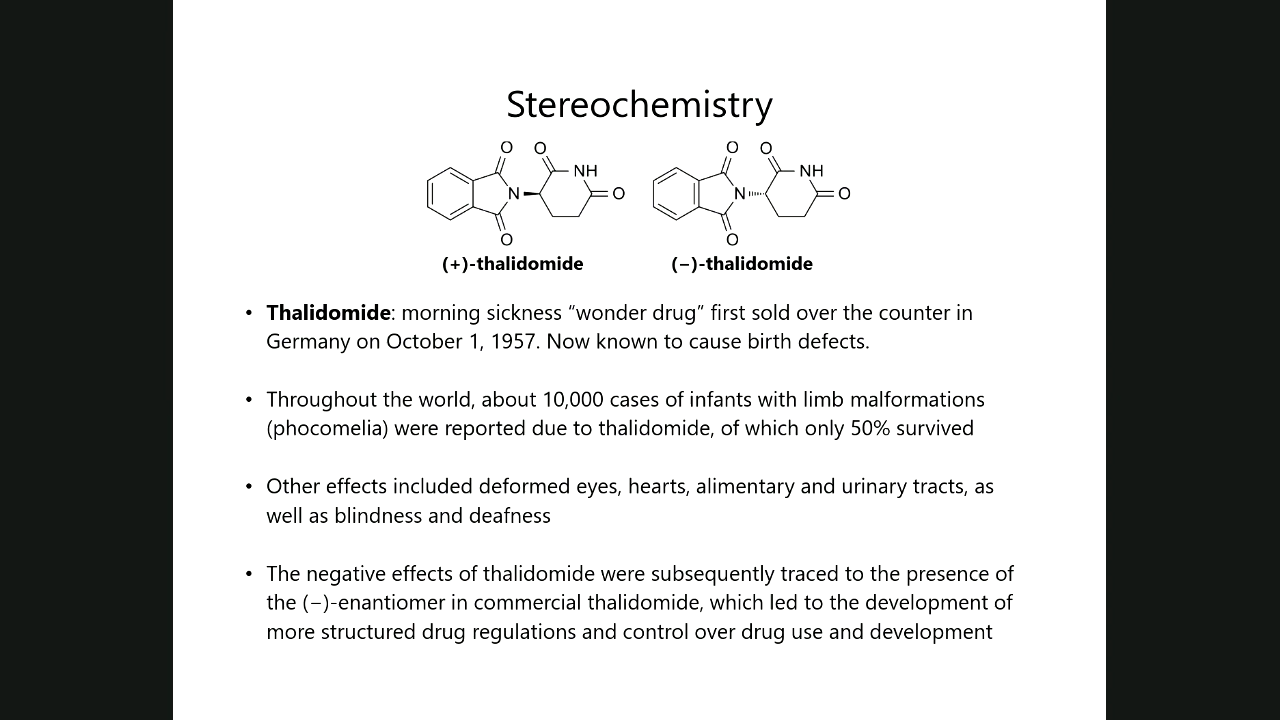 Stereochemistry
O O O O
NH NH
N O N O
O O
(+)-thalidomide (−)-thalidomide
• Thalidomide: morning sickness “wonder drug” first sold over the counter in
Germany on October 1, 1957. Now known to cause birth defects.
• Throughout the world, about 10,000 cases of infants with limb malformations
(phocomelia) were reported due to thalidomide, of which only 50% survived
• Other effects included deformed eyes, hearts, alimentary and urinary tracts, as
well as blindness and deafness
• The negative effects of thalidomide were subsequently traced to the presence of
the (−)-enantiomer in commercial thalidomide, which led to the development of
more structured drug regulations and control over drug use and development